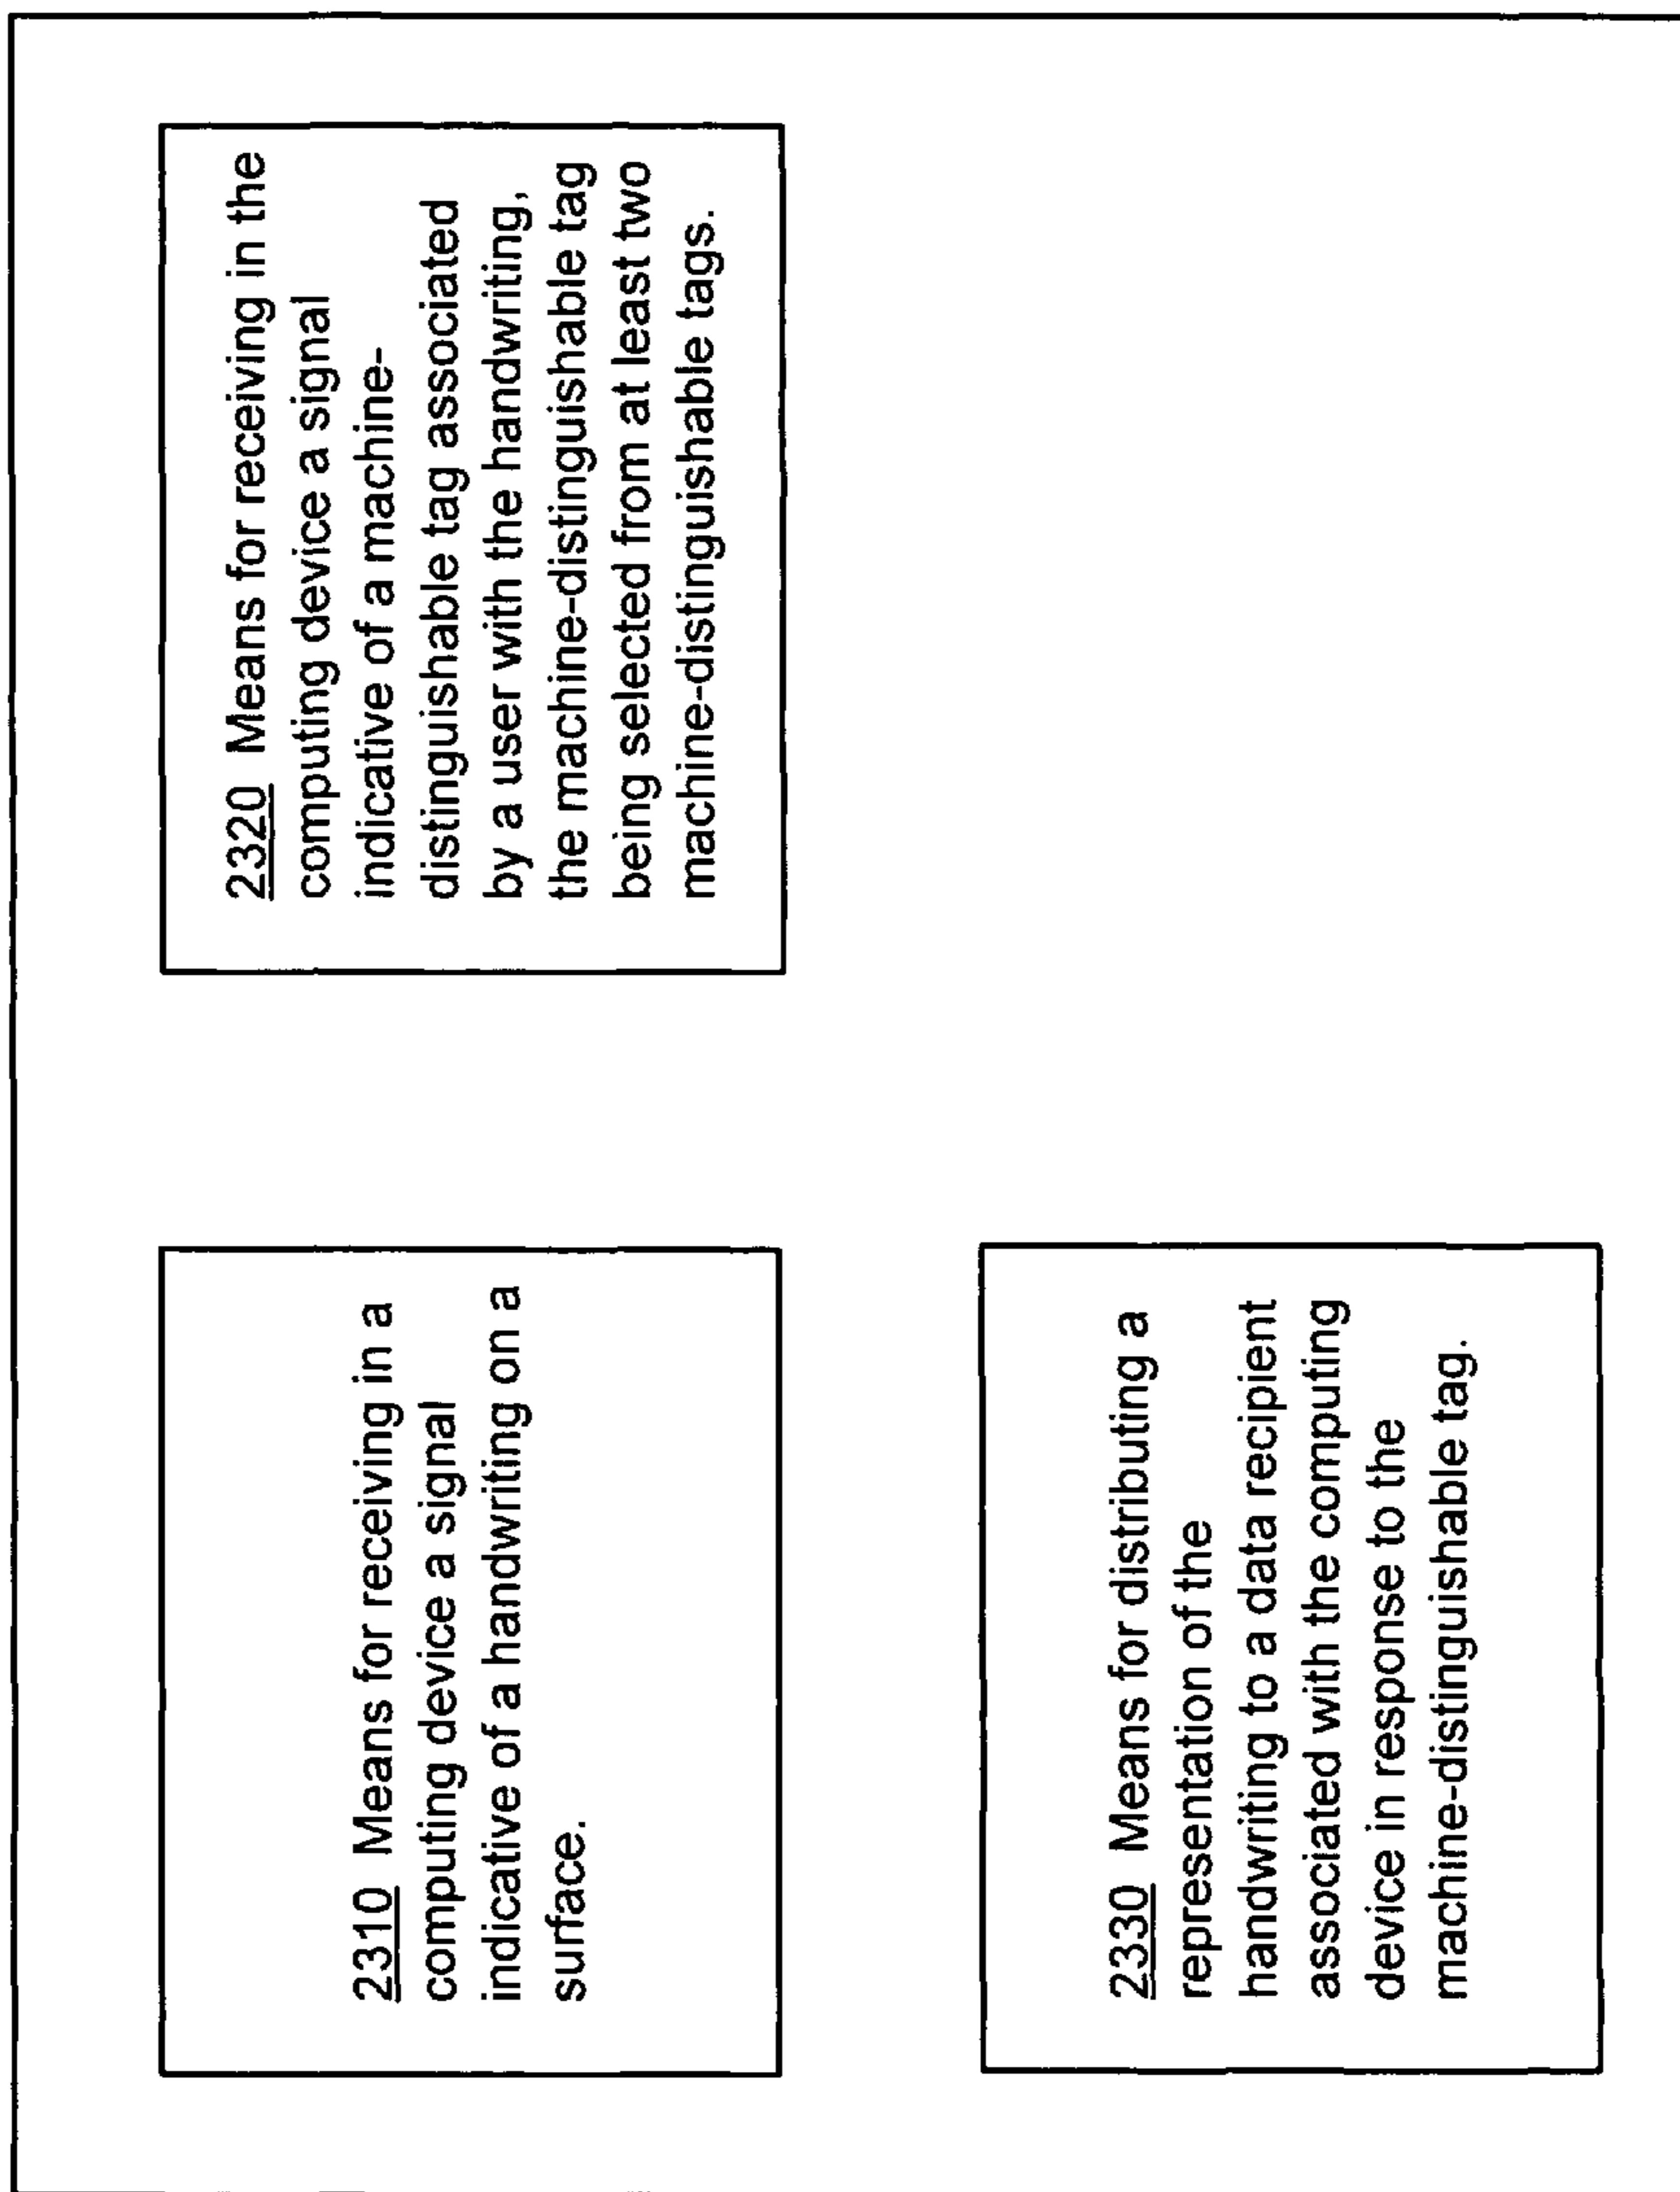 2310 Means for receiving in a
computing device a signal
indicative of a handwriting on a
surface.
2320 Means for receiving in the
computing device a signal
indicative of a machine-
distinguishable tag associated
by a user with the handwriting,
the machine-distinguishable tag
being selected from at least two
machine-distinguishable tags.
2330 Means for distributing a
representation of the
handwriting to a data recipient
associated with the computing
device in response to the
machine-distinguishable tag.